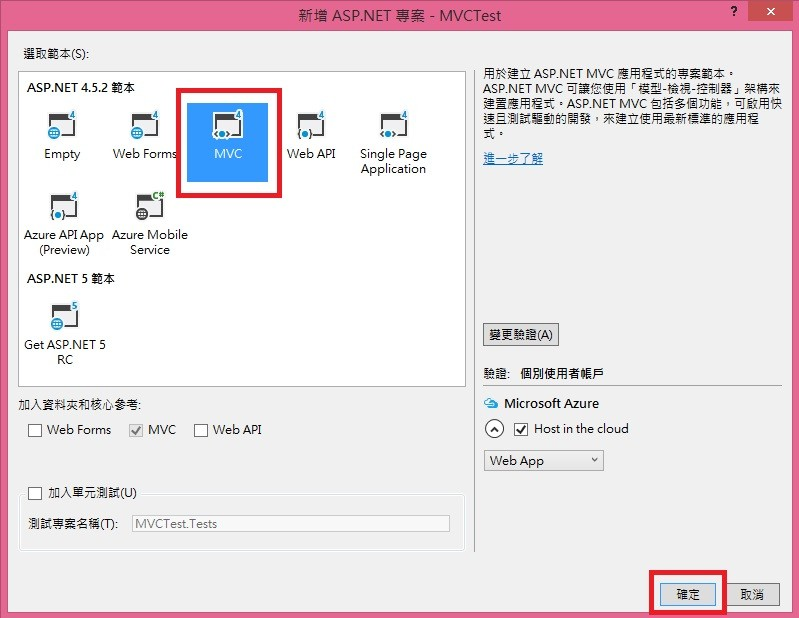 新增 ASP.NET 專案 - MVCTest
?
選取範本(S):
ASP.NET 4.5.2 範本
4
Empty
4
Web Forms
4
MVC
4
Web API
4
Single Page
Application
4
Azure API App
(Preview)
C#
Azure Mobile
Service
ASP.NET 5 範本
5
Get ASP.NET 5
RC
加入資料夾和核心參考:
Web Forms
MVC
Web API
加入單元測試(U)
測試專案名稱(T):
MVCTest.Tests
用於建立 ASP.NET MVC 應用程式的專案範本。
ASP.NET MVC 可讓您使用「模型-檢視-控制器」架構來
建置應用程式。ASP.NET MVC 包括多個功能，可啟用快
速且測試驅動的開發，來建立使用最新標準的應用程
式。
進一步了解
變更驗證(A)
驗證: 個別使用者帳戶
Microsoft Azure
Host in the cloud
Web App
確定
取消